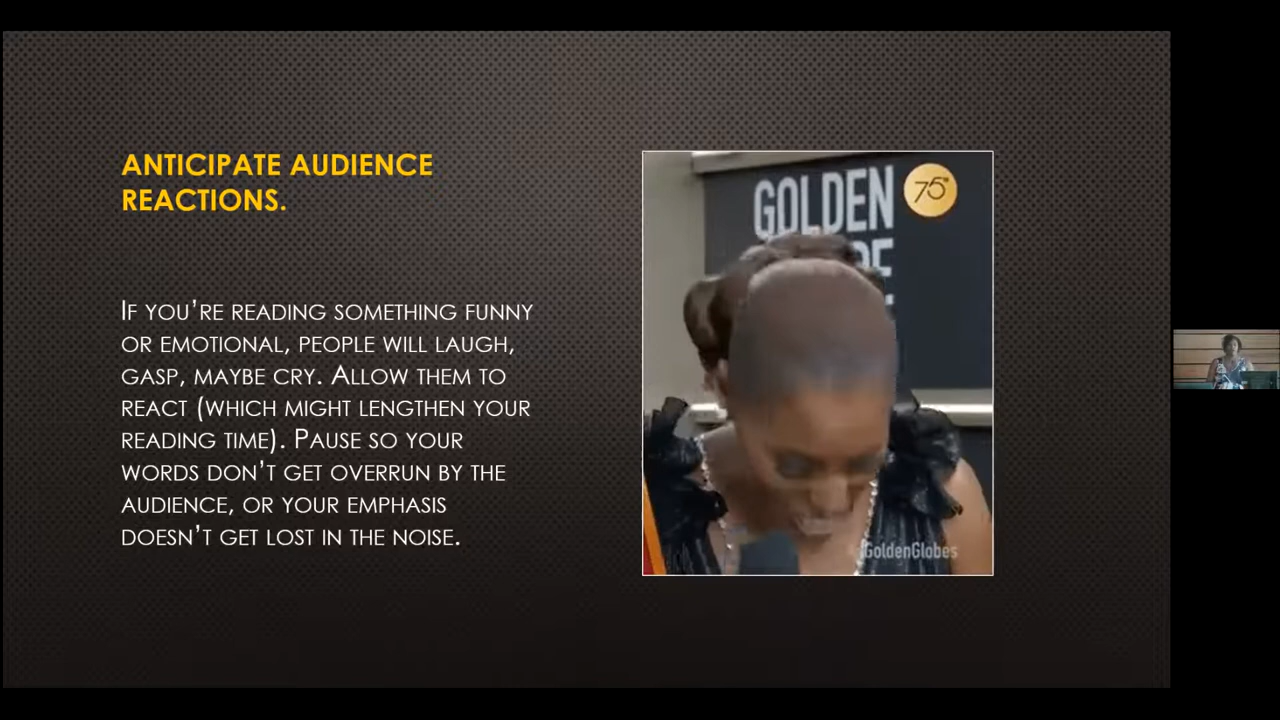 ANTICIPATE AUDIENCE
REACTIONS.
IF YOU'RE READING SOMETHING FUNNY
OR EMOTIONAL, PEOPLE WILL LAUGH,
GASP, MAYBE CRY. ALLOW THEM TO
REACT (WHICH MIGHT LENGTHEN YOUR
READING TIME). PAUSE SO YOUR
WORDS DON'T GET OVERRUN BY THE
AUDIENCE, OR YOUR EMPHASIS
DOESN'T GET LOST IN THE NOISE.
GOLDEN
75
GoldenGlobes